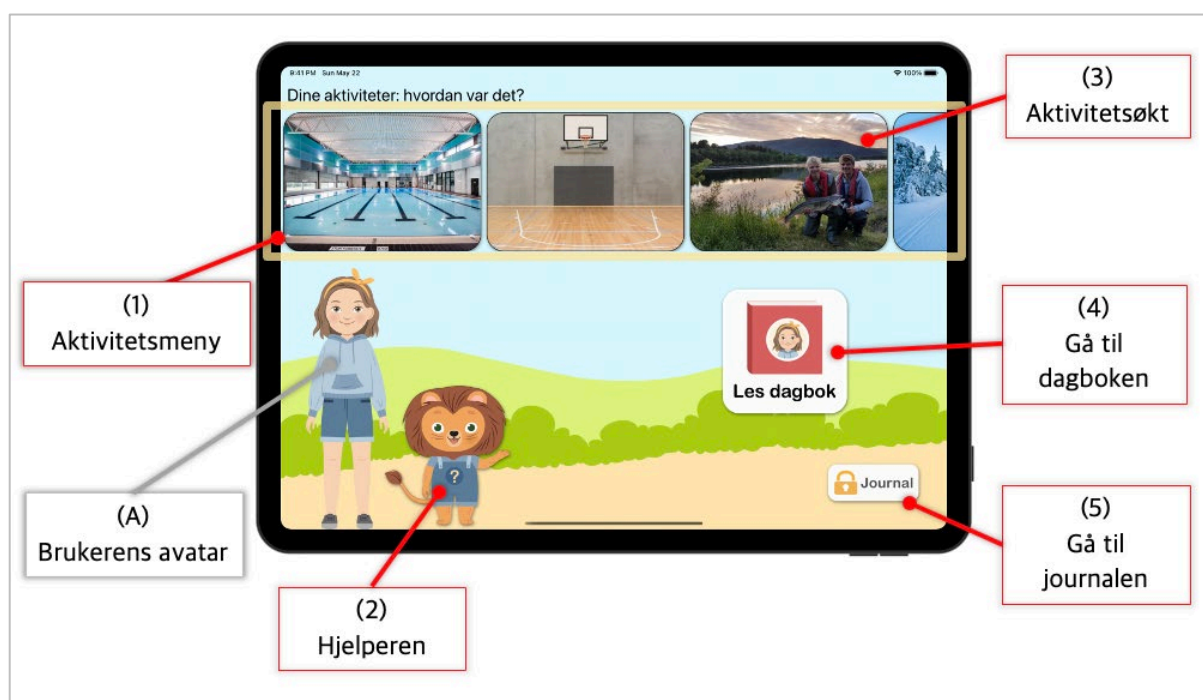 9:41 PM Sun May 22
100%
Dine aktiviteter: hvordan var det?
(3)
Aktivitetsøkt
(1)
Aktivitetsmeny
(4)
Gå til
dagboken
Les dagbok
?
Journal
(A)
Brukerens avatar
(5)
Gå til
journalen
(2)
Hjelperen